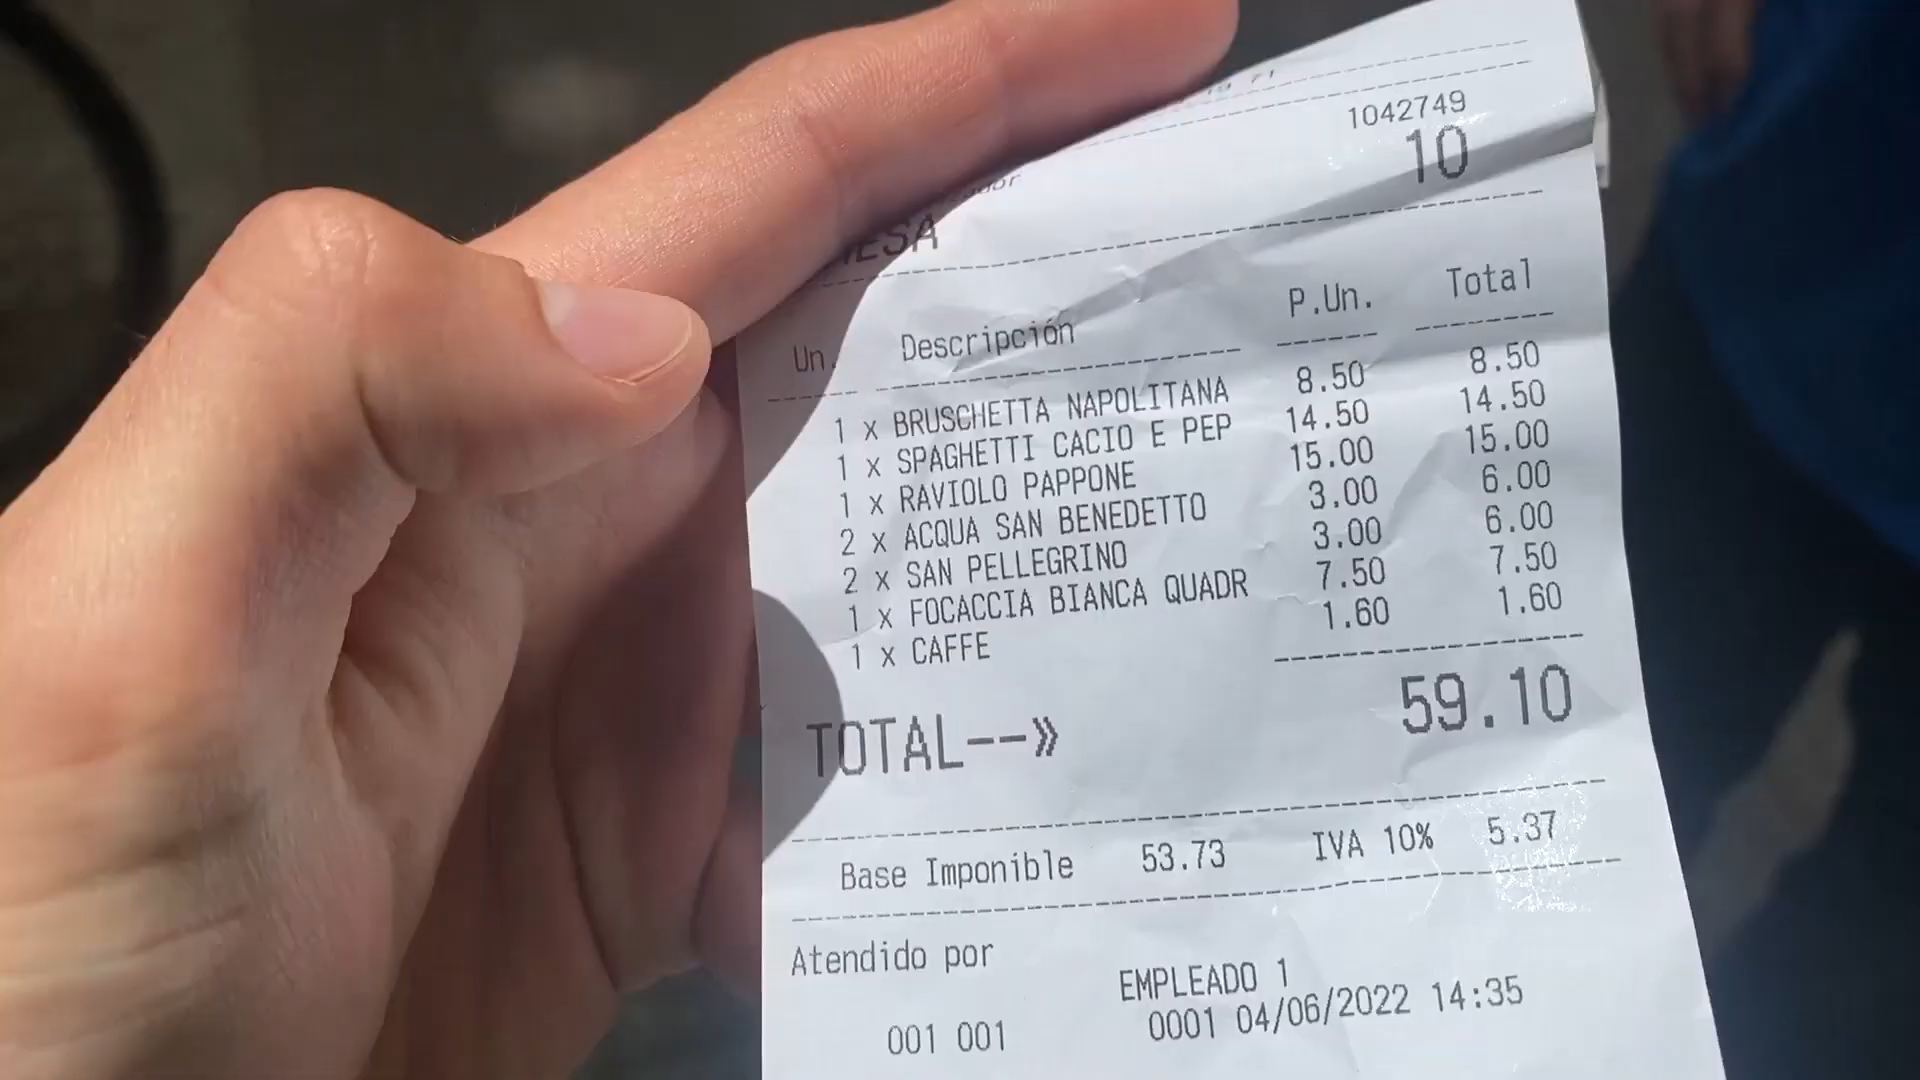 1042749
10
Un. Descripción P.Un. Total
1 x BRUSCHETTA NAPOLITANA 8.50 8.50
1 x SPAGHETTI CACIO E PEP 14.50 14.50
1 x RAVIOLO PAPPONE 15.00 15.00
2 x ACQUA SAN BENEDETTO 3.00 6.00
2 x SAN PELLEGRINO 3.00 6.00
1 x FOCACCIA BIANCA QUADR 7.50 7.50
1 x CAFFE 1.60 1.60
TOTAL--» 59.10
Base Imponible 53.73 IVA 10% 5.37
Atendido por
EMPLEADO 1
001 001 0001 04/06/2022 14:35